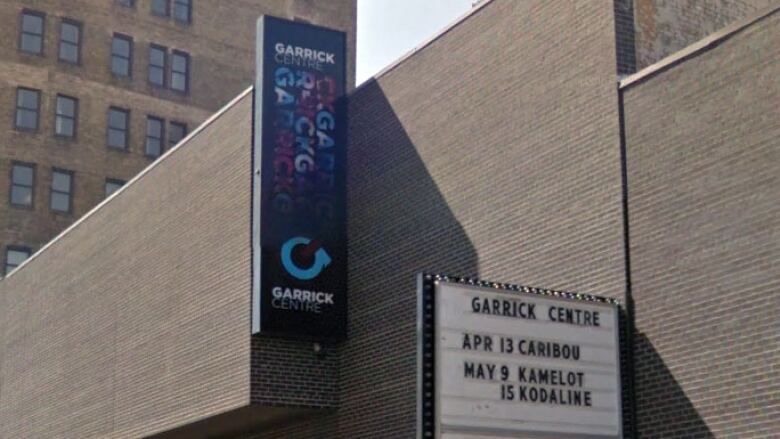 GARRICK
CENTRE
GARRICK
CENTRE
GARRICK CENTRE
APR 13 CARIBOU
MAY 9 KAMELOT
15 KODALINE